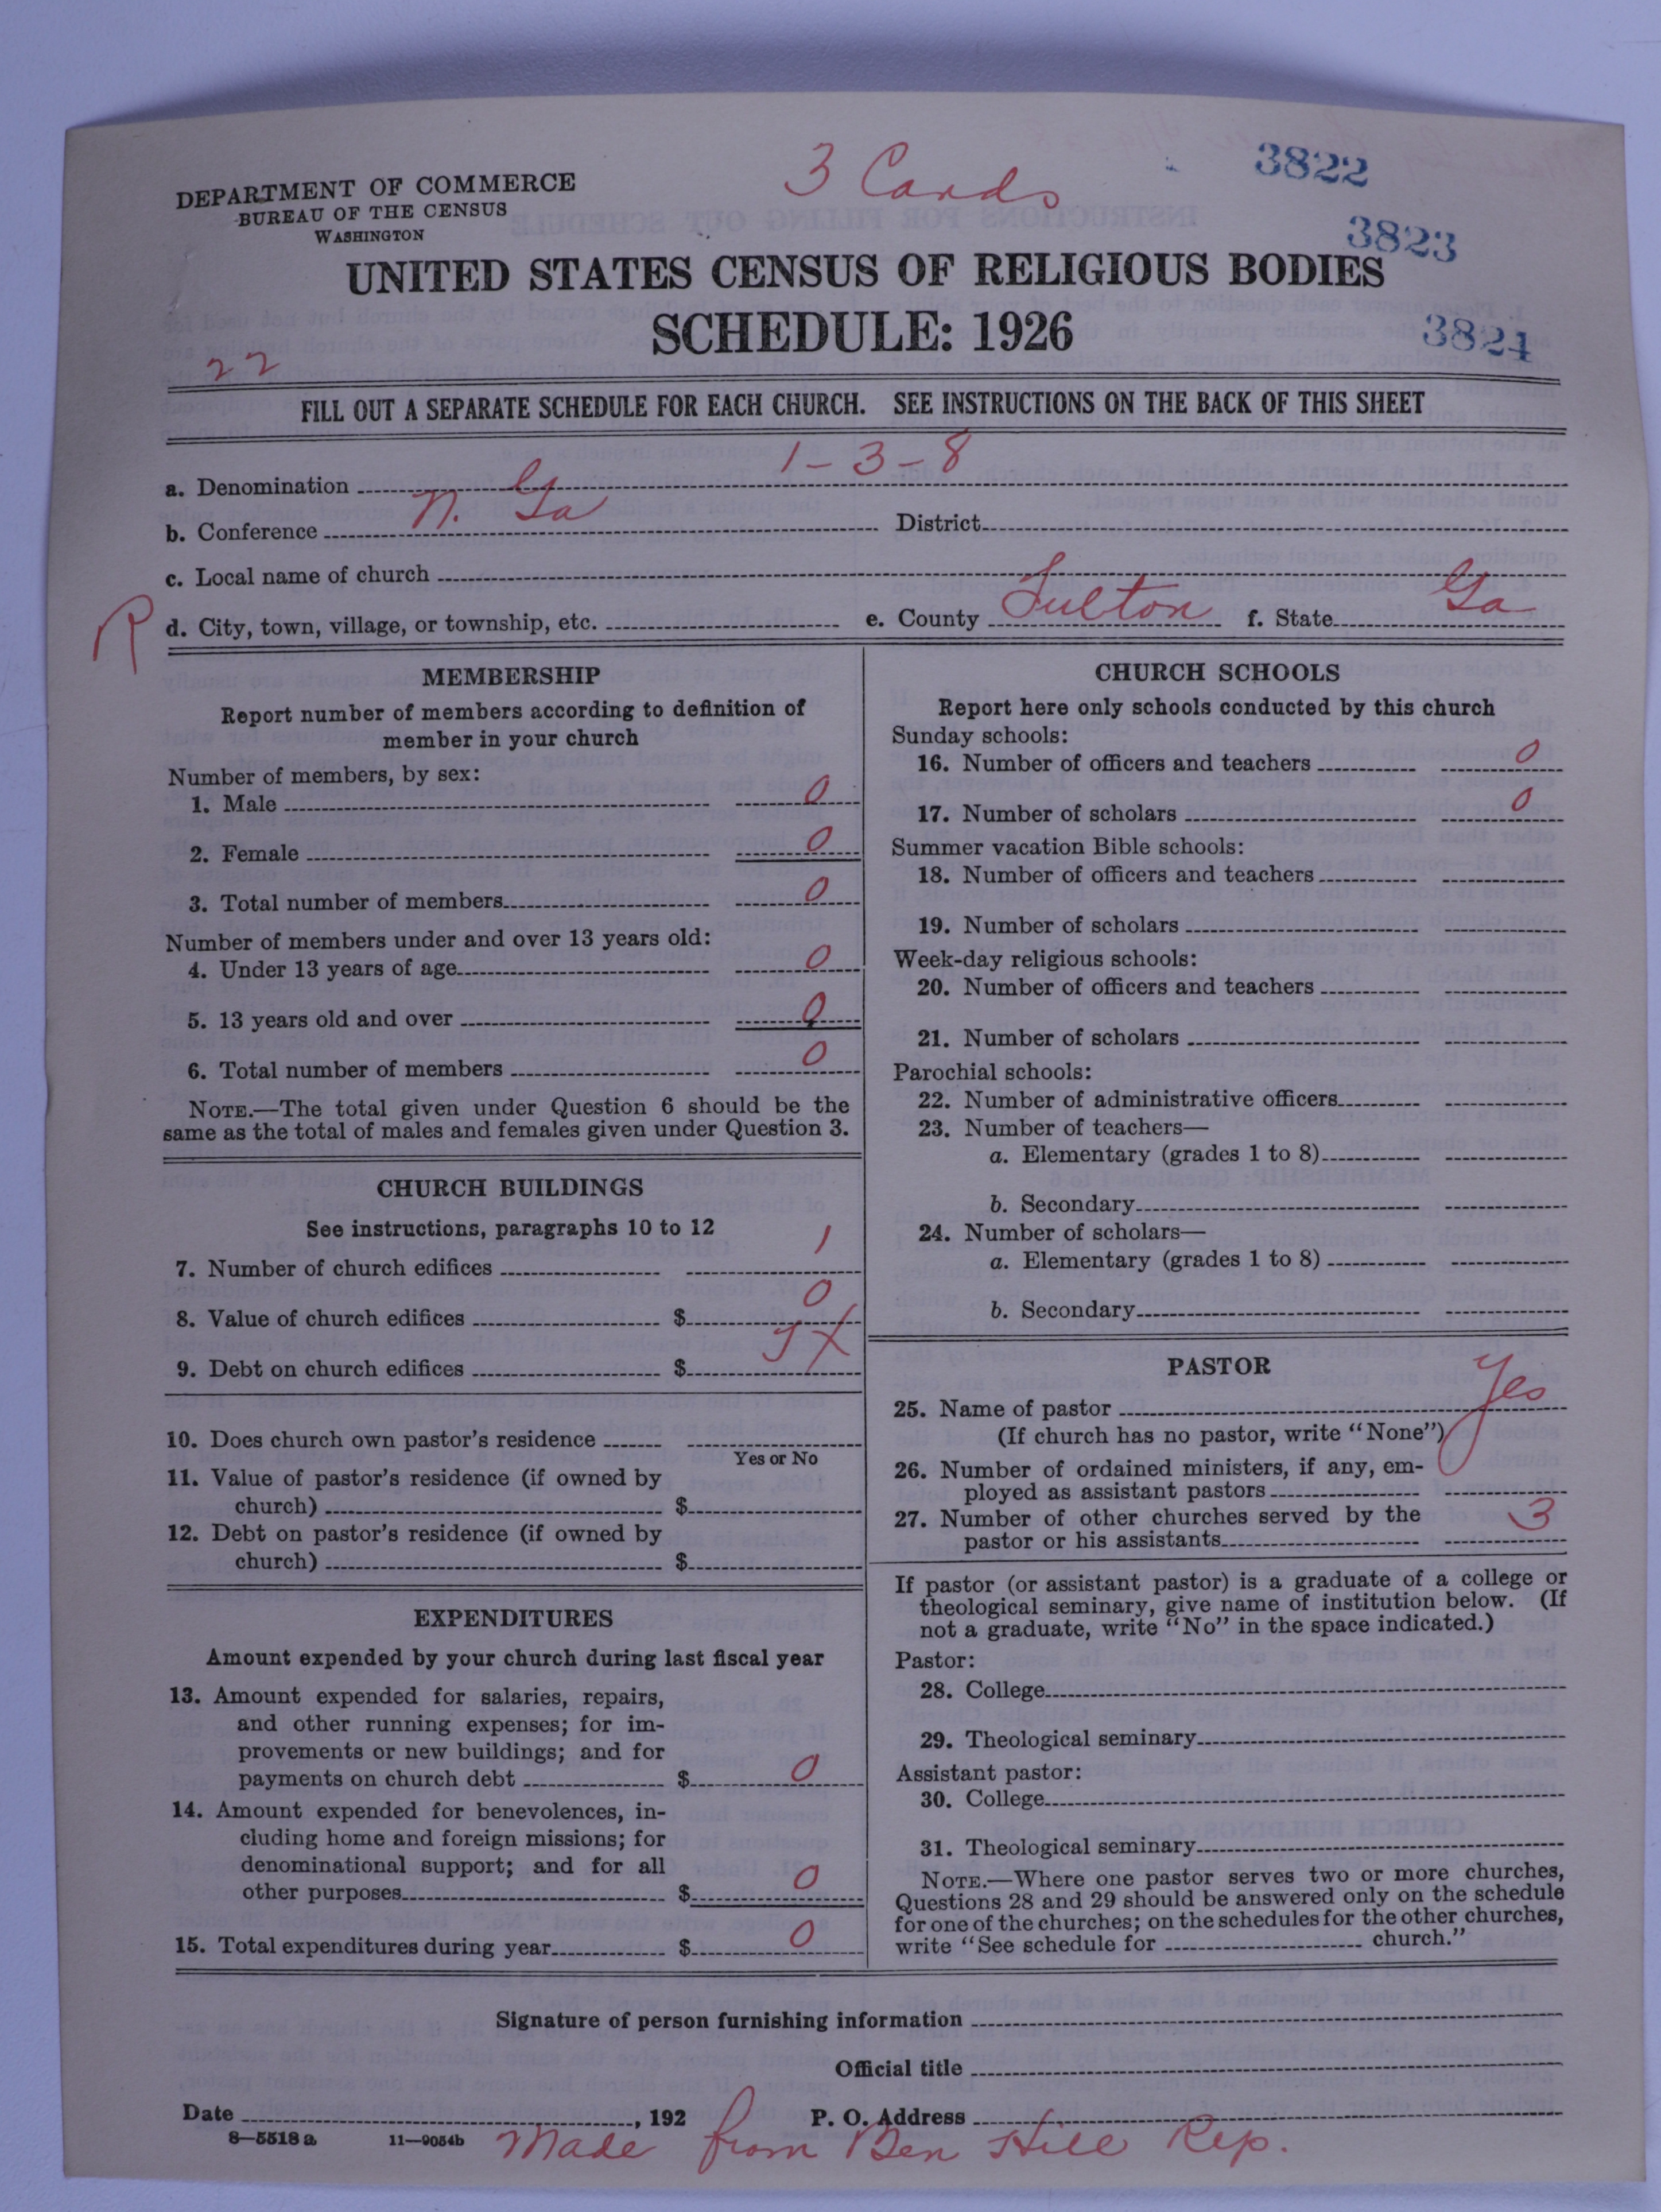 3 Cards
3822
DEPARTMENT OF COMMERCE
BUREAU OF THE CENSUS
WASHINGTON
3823
UNITED STATES CENSUS OF RELIGIOUS BODIES
SCHEDULE: 1926
3824
22
FILL OUT A SEPARATE SCHEDULE FOR EACH CHURCH. SEE INSTRUCTIONS ON THE BACK OF THIS SHEET
a. Denomination 1-3-8
b. Conference N. Ga District
c. Local name of church
R d. City, town, village, or township, etc. e. County Fulton f. State Ga
MEMBERSHIP
Report number of members according to definition of
member in your church
Number of members, by sex:
1. Male 0
2. Female 0
3. Total number of members 0
Number of members under and over 13 years old:
4. Under 13 years of age 0
5. 13 years old and over 0
6. Total number of members 0
NOTE.—The total given under Question 6 should be the
same as the total of males and females given under Question 3.
CHURCH BUILDINGS
See instructions, paragraphs 10 to 12
7. Number of church edifices 1
8. Value of church edifices $ 0
9. Debt on church edifices $
10. Does church own pastor's residence
Yes or No
11. Value of pastor's residence (if owned by
church) $
12. Debt on pastor's residence (if owned by
church) $
EXPENDITURES
Amount expended by your church during last fiscal year
13. Amount expended for salaries, repairs,
and other running expenses; for im-
provements or new buildings; and for
payments on church debt $ 0
14. Amount expended for benevolences, in-
cluding home and foreign missions; for
denominational support; and for all
other purposes $ 0
15. Total expenditures during year $ 0
CHURCH SCHOOLS
Report here only schools conducted by this church
Sunday schools:
16. Number of officers and teachers 0
17. Number of scholars 0
Summer vacation Bible schools:
18. Number of officers and teachers
19. Number of scholars
Week-day religious schools:
20. Number of officers and teachers
21. Number of scholars
Parochial schools:
22. Number of administrative officers
23. Number of teachers—
a. Elementary (grades 1 to 8)
b. Secondary
24. Number of scholars—
a. Elementary (grades 1 to 8)
b. Secondary
PASTOR
25. Name of pastor Yes
(If church has no pastor, write "None")
26. Number of ordained ministers, if any, em-
ployed as assistant pastors
27. Number of other churches served by the 3
pastor or his assistants
If pastor (or assistant pastor) is a graduate of a college or
theological seminary, give name of institution below. (If
not a graduate, write "No" in the space indicated.)
Pastor:
28. College
29. Theological seminary
Assistant pastor:
30. College
31. Theological seminary
NOTE.—Where one pastor serves two or more churches,
Questions 28 and 29 should be answered only on the schedule
for one of the churches; on the schedules for the other churches,
write "See schedule for church."
Signature of person furnishing information
Official title
Date , 192 P. O. Address
8—5518 a 11—9054b
Made from Ben Hill Rep.